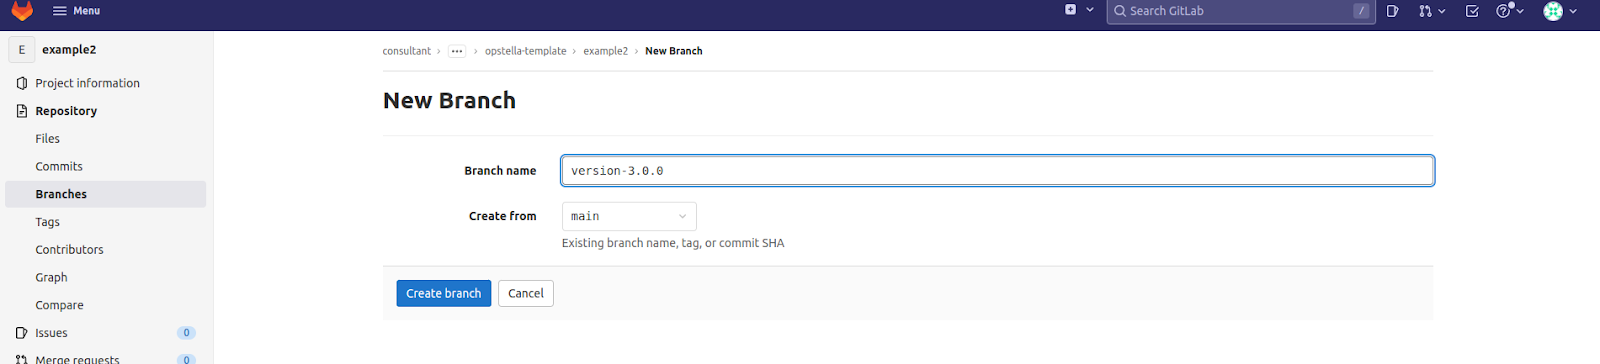 Menu
Search GitLab
/
E example2
consultant › ... › opstella-template › example2 › New Branch
Project information
New Branch
Repository
Files
Commits
Branch name version-3.0.0
Branches
Create from main
Tags
Existing branch name, tag, or commit SHA
Contributors
Graph
Create branch Cancel
Compare
Issues 0
Merge requests 0